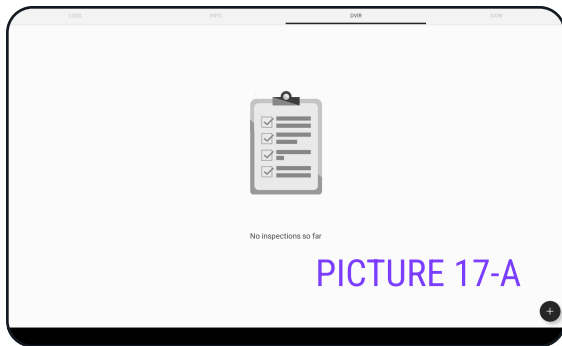 LOGS INFO DVIR SIGN
No inspections so far
PICTURE 17-A
+